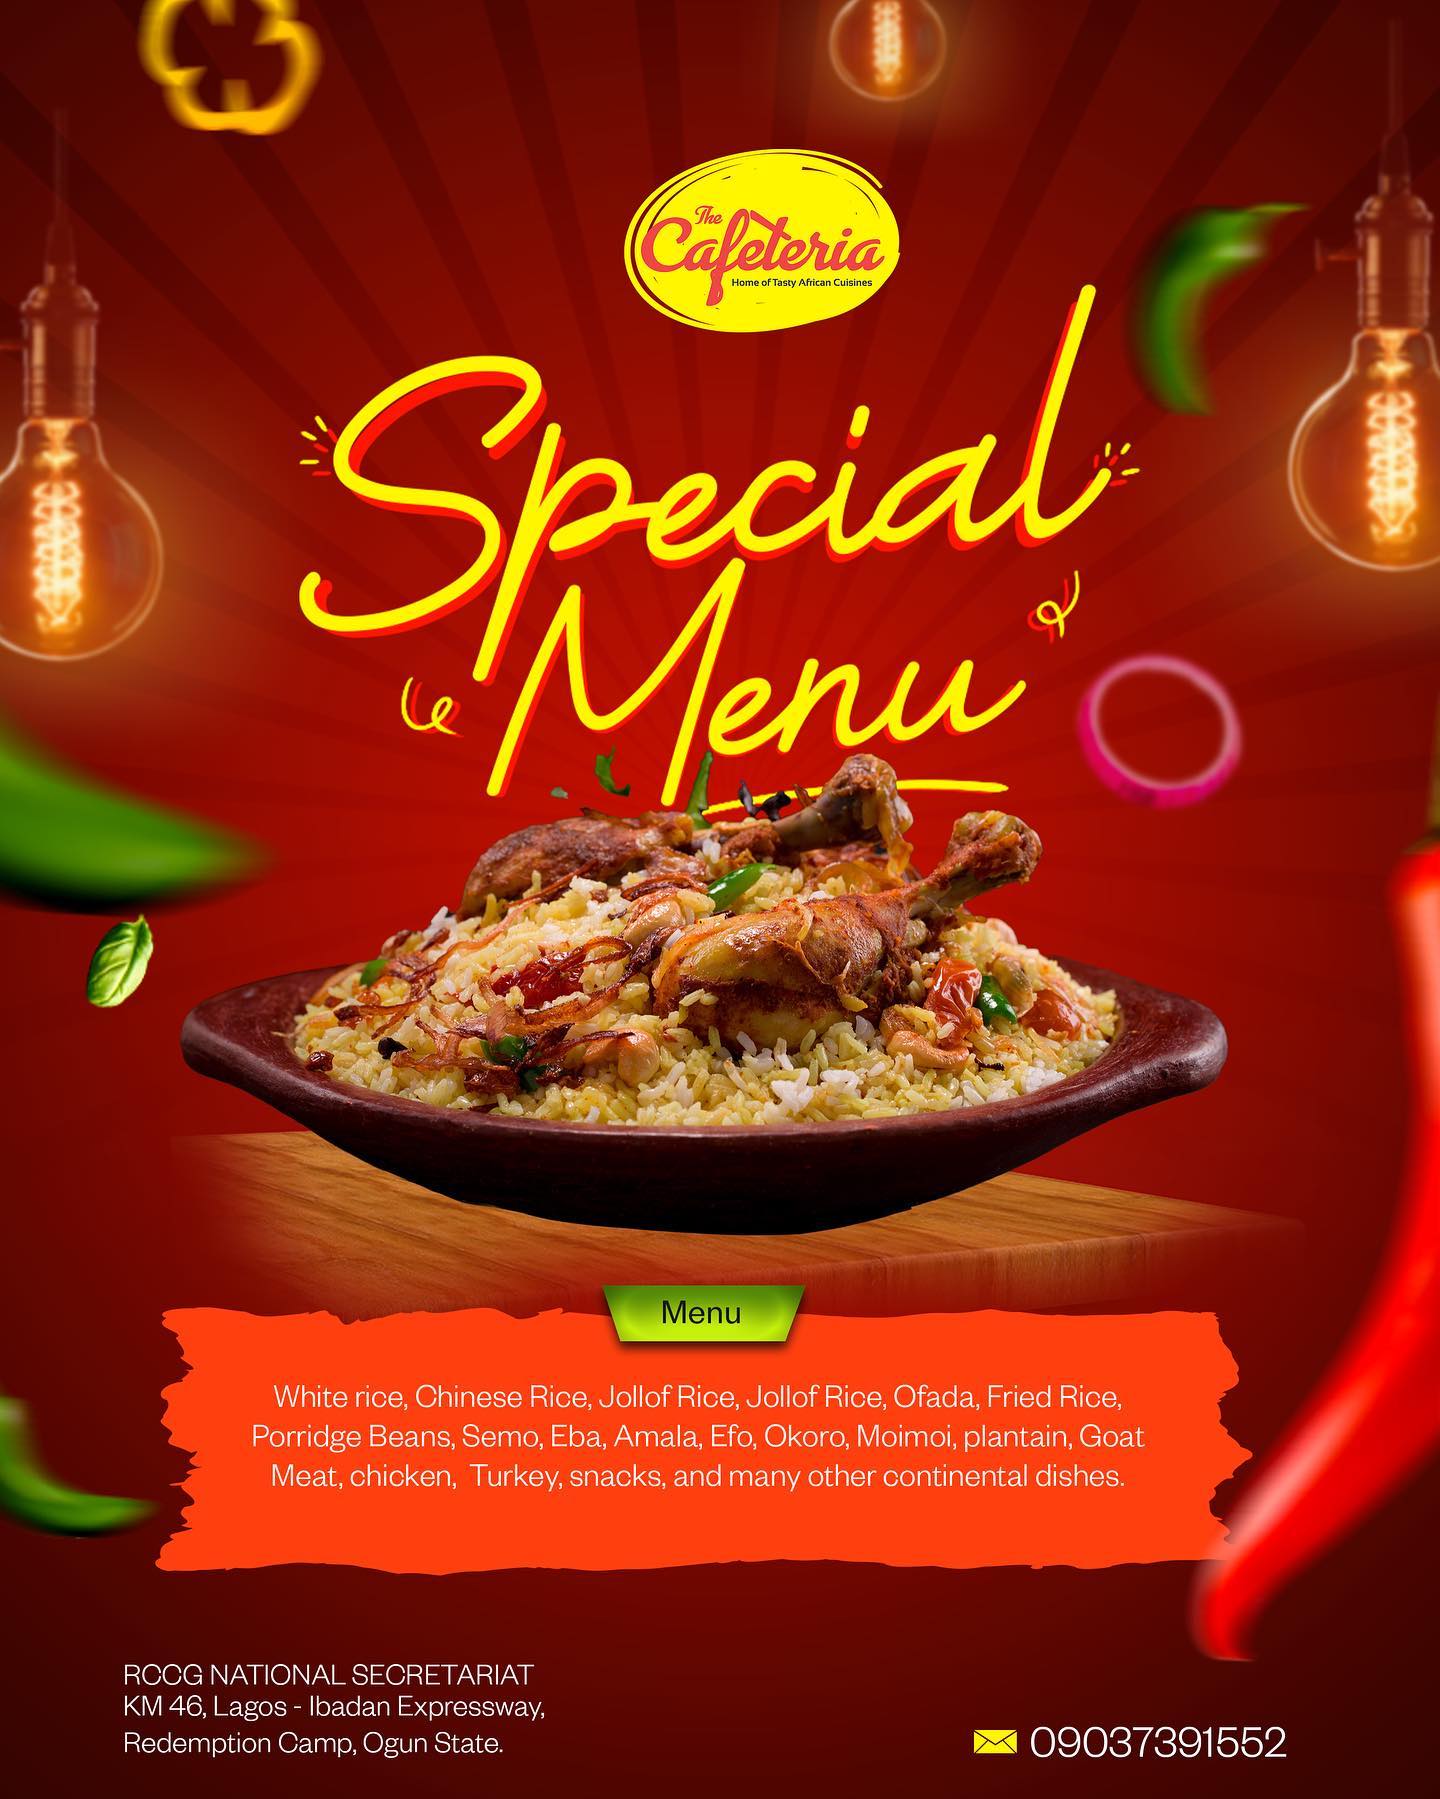 The
Cafeteria
Home of Tasty African Cuisines
Special
Menu
Menu
White rice, Chinese Rice, Jollof Rice, Jollof Rice, Ofada, Fried Rice,
Porridge Beans, Semo, Eba, Amala, Efo, Okoro, Moimoi, plantain, Goat
Meat, chicken,  Turkey, snacks, and many other continental dishes.
RCCG NATIONAL SECRETARIAT
KM 46, Lagos - Ibadan Expressway,
Redemption Camp, Ogun State.
09037391552